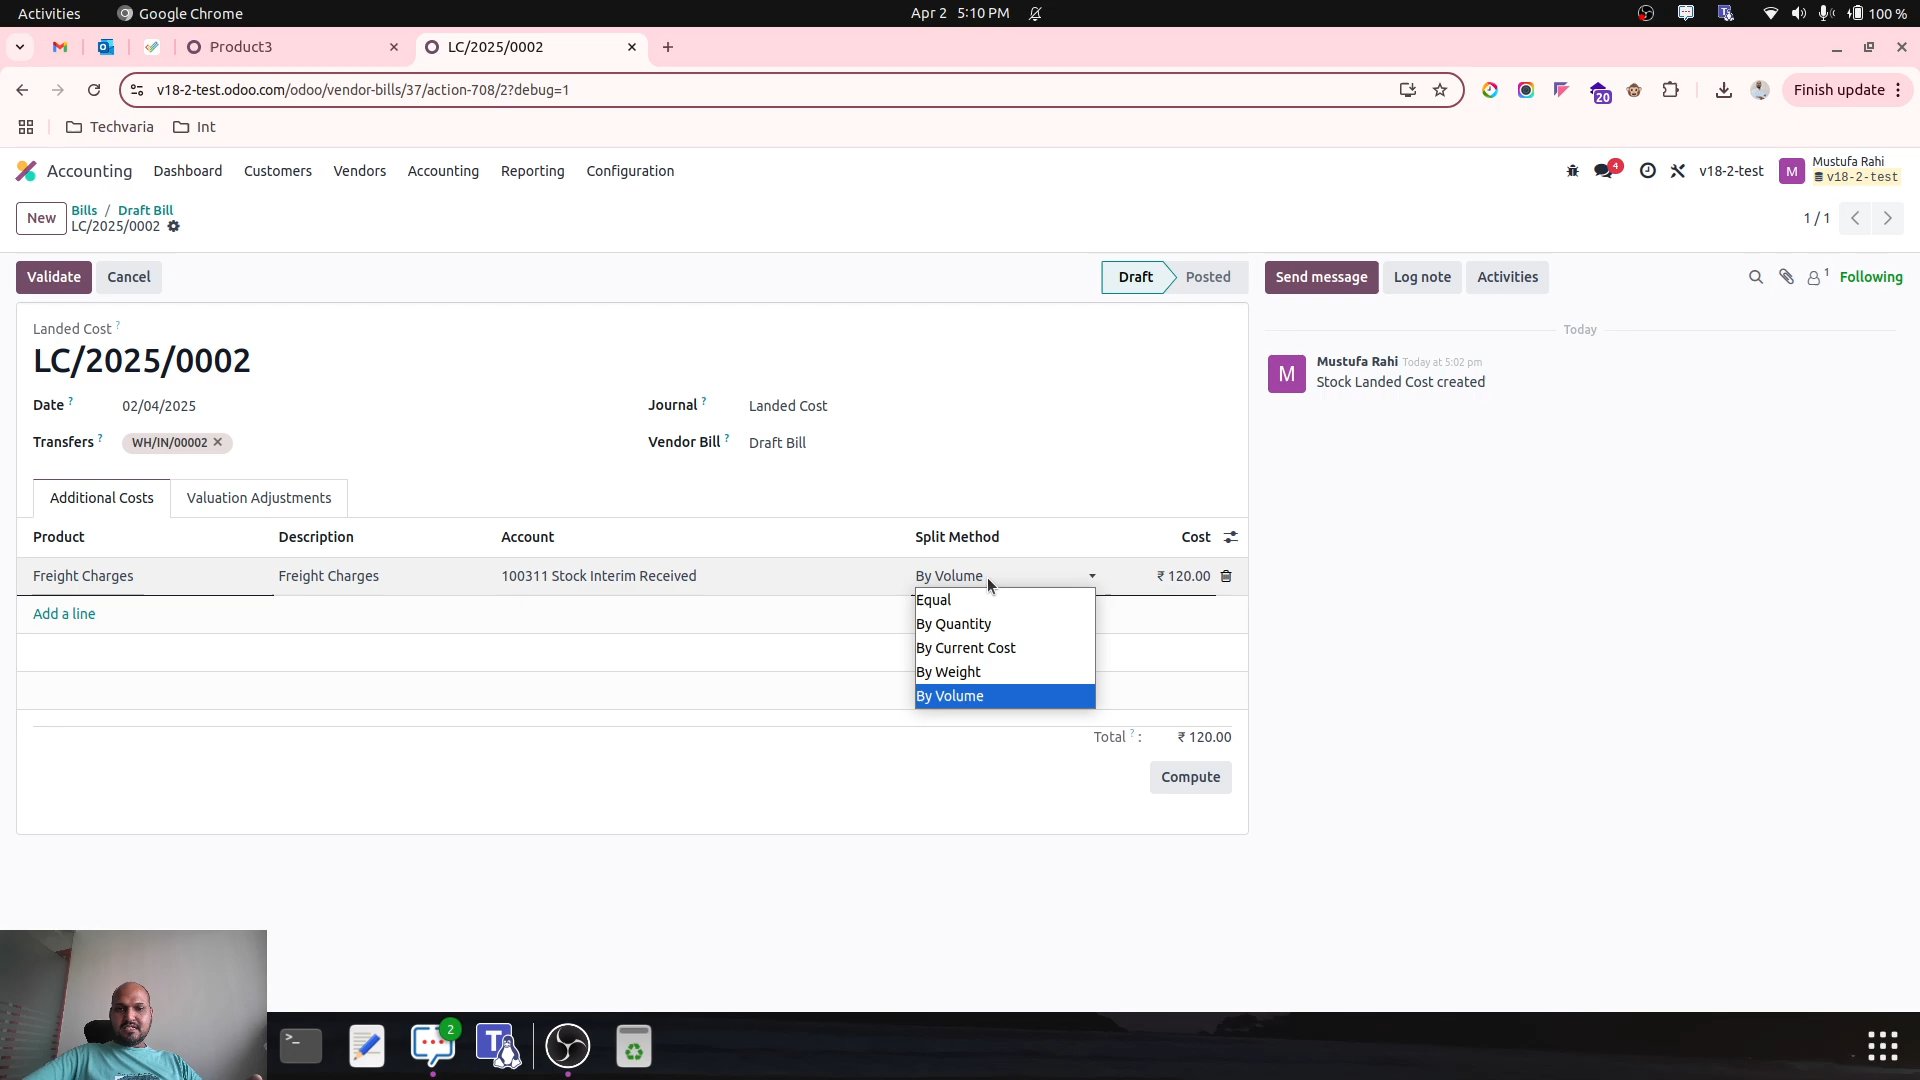 Activities
Google Chrome
Apr 2 5:10 PM
100 %
Product3
LC/2025/0002
v18-2-test.odoo.com/odoo/vendor-bills/37/action-708/2?debug=1
20
Finish update
Techvaria
Int
Accounting
Dashboard
Customers
Vendors
Accounting
Reporting
Configuration
4
v18-2-test
M
Mustufa Rahi
v18-2-test
New
Bills / Draft Bill
LC/2025/0002
1 / 1
Validate
Cancel
Draft
Posted
Send message
Log note
Activities
1
Following
Landed Cost ?
LC/2025/0002
Today
M
Mustufa Rahi Today at 5:02 pm
Stock Landed Cost created
Date ? 02/04/2025
Journal ? Landed Cost
Transfers ? WH/IN/00002
Vendor Bill ? Draft Bill
Additional Costs
Valuation Adjustments
Product
Description
Account
Split Method
Cost
Freight Charges
Freight Charges
100311 Stock Interim Received
By Volume
₹ 120.00
Equal
By Quantity
By Current Cost
By Weight
By Volume
Add a line
Total ? : ₹ 120.00
Compute
2
T